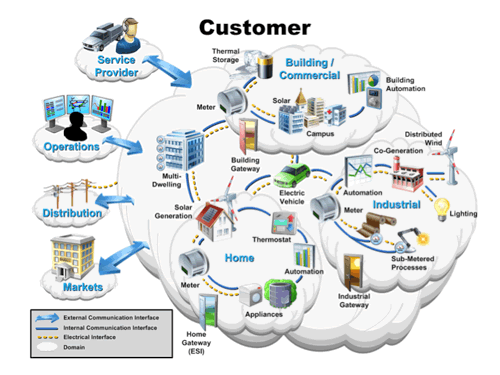 Customer
Service
Provider
Operations
Distribution
Markets
Thermal
Storage
Building /
Commercial
Meter
Solar
Campus
Building
Automation
Multi-
Dwelling
Building
Gateway
Electric
Vehicle
Distributed
Wind
Co-Generation
Automation
Industrial
Meter
Lighting
Sub-Metered
Processes
Industrial
Gateway
Solar
Generation
Thermostat
Home
Meter
Automation
Appliances
Home
Gateway
(ESI)
External Communication Interface
Internal Communication Interface
Electrical Interface
Domain